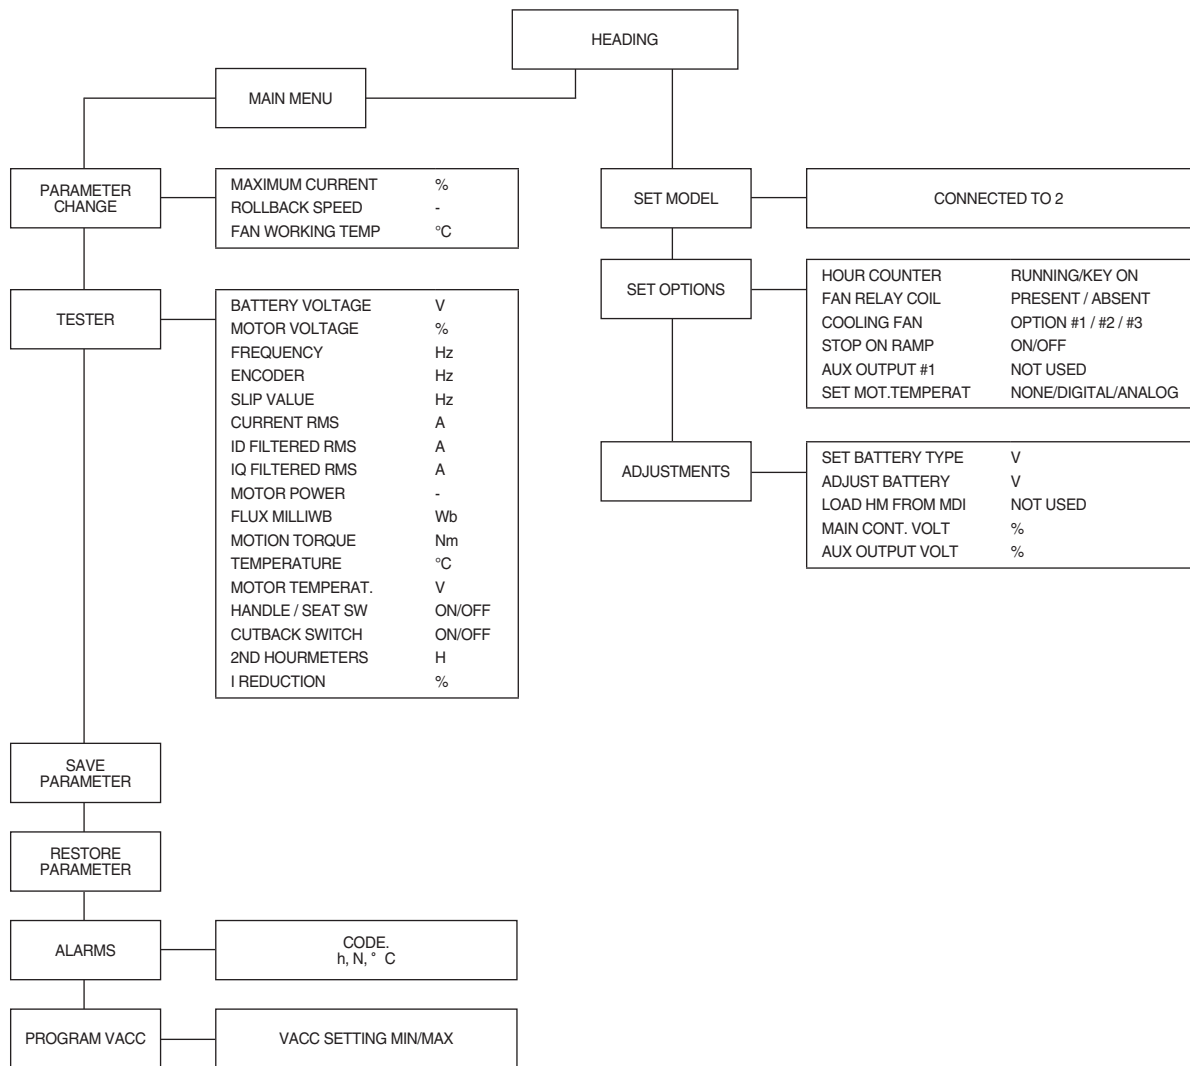 HEADING
MAIN MENU
PARAMETER
CHANGE
MAXIMUM CURRENT %
ROLLBACK SPEED -
FAN WORKING TEMP °C
TESTER
BATTERY VOLTAGE V
MOTOR VOLTAGE %
FREQUENCY Hz
ENCODER Hz
SLIP VALUE Hz
CURRENT RMS A
ID FILTERED RMS A
IQ FILTERED RMS A
MOTOR POWER -
FLUX MILLIWB Wb
MOTION TORQUE Nm
TEMPERATURE °C
MOTOR TEMPERAT. V
HANDLE / SEAT SW ON/OFF
CUTBACK SWITCH ON/OFF
2ND HOURMETERS H
I REDUCTION %
SAVE
PARAMETER
RESTORE
PARAMETER
ALARMS
CODE.
h, N, ° C
PROGRAM VACC
VACC SETTING MIN/MAX
SET MODEL
CONNECTED TO 2
SET OPTIONS
HOUR COUNTER RUNNING/KEY ON
FAN RELAY COIL PRESENT / ABSENT
COOLING FAN OPTION #1 / #2 / #3
STOP ON RAMP ON/OFF
AUX OUTPUT #1 NOT USED
SET MOT.TEMPERAT NONE/DIGITAL/ANALOG
ADJUSTMENTS
SET BATTERY TYPE V
ADJUST BATTERY V
LOAD HM FROM MDI NOT USED
MAIN CONT. VOLT %
AUX OUTPUT VOLT %